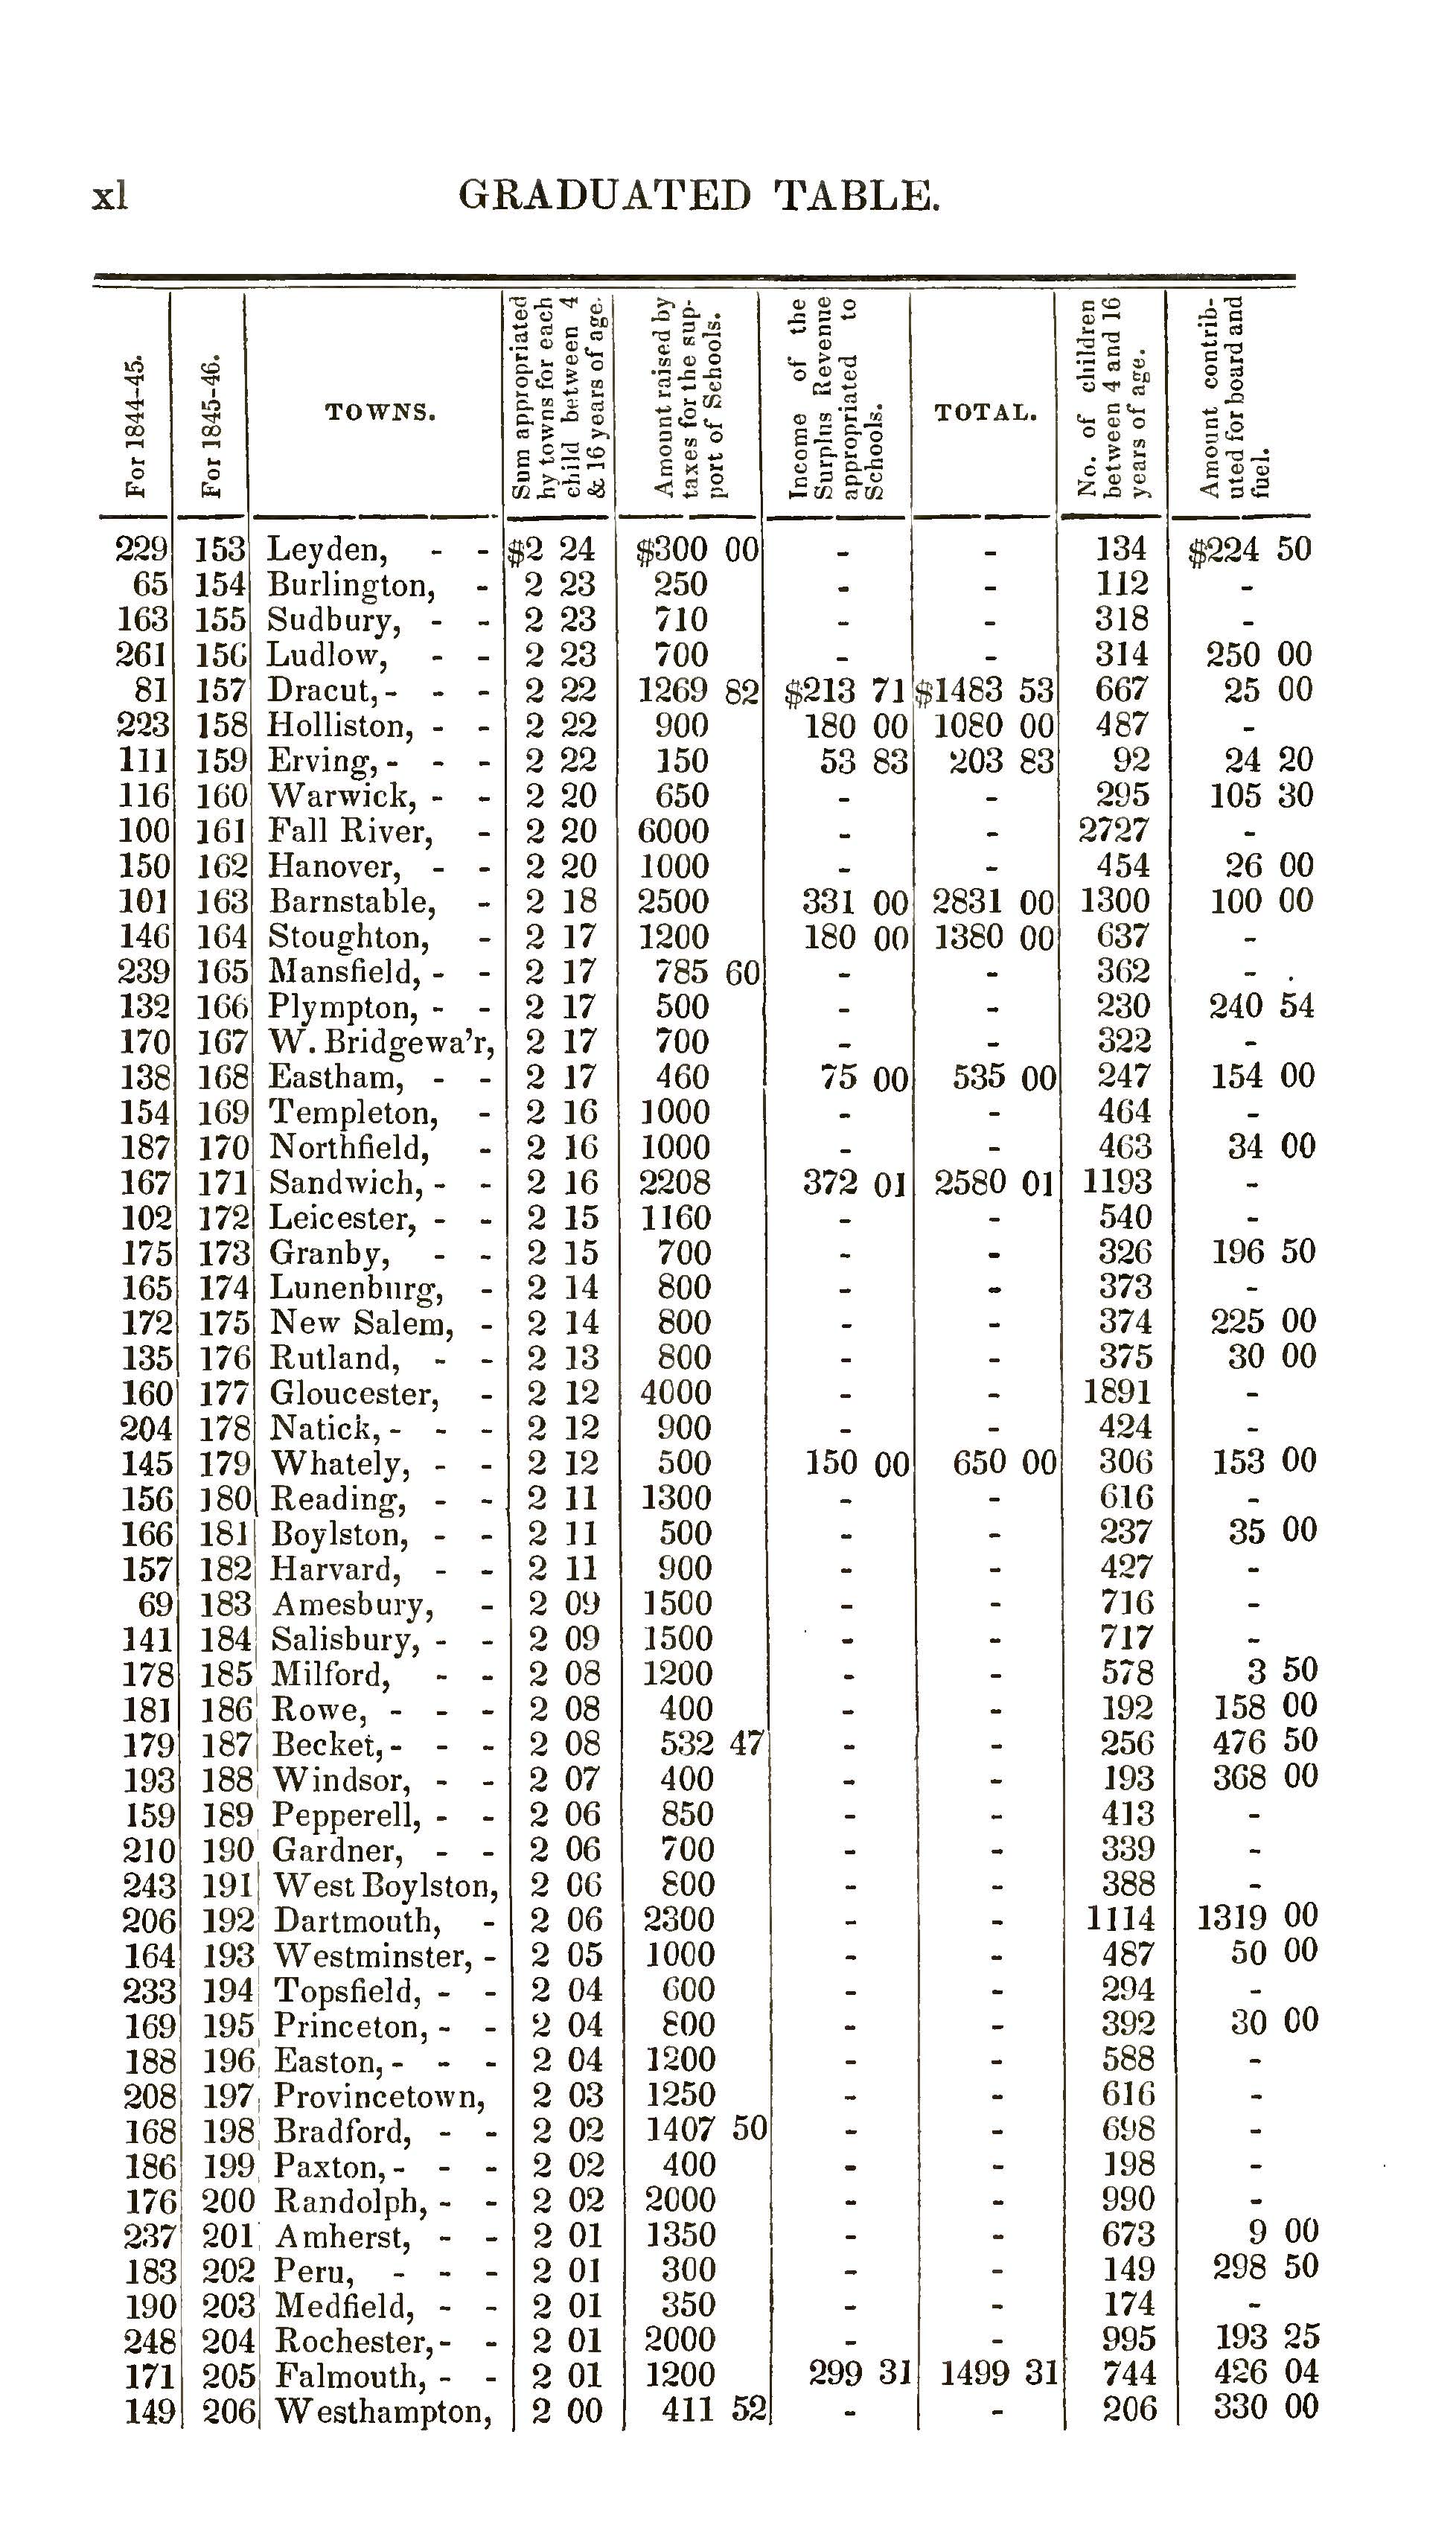 xl GRADUATED TABLE.
For 1844-45. For 1845-46. TOWNS. Sum appropriated by towns for each child between 4 & 16 years of age. Amount raised by taxes for the support of Schools. Income of the Surplus Revenue appropriated to Schools. TOTAL. No. of children between 4 and 16 years of age. Amount contributed for board and fuel.
229 153 Leyden, - - $2 24 $300 00 - - 134 $224 50
65 154 Burlington, - 2 23 250 - - 112 -
163 155 Sudbury, - - 2 23 710 - - 318 -
261 156 Ludlow, - - 2 23 700 - - 314 250 00
81 157 Dracut,- - - 2 22 1269 82 $213 71 $1483 53 667 25 00
223 158 Holliston, - - 2 22 900 180 00 1080 00 487 -
111 159 Erving,- - - 2 22 150 53 83 203 83 92 24 20
116 160 Warwick, - - 2 20 650 - - 295 105 30
100 161 Fall River, - 2 20 6000 - - 2727 -
150 162 Hanover, - - 2 20 1000 - - 454 26 00
101 163 Barnstable, - 2 18 2500 331 00 2831 00 1300 100 00
146 164 Stoughton, - 2 17 1200 180 00 1380 00 637 -
239 165 Mansfield, - - 2 17 785 60 - - 362 -
132 166 Plympton, - - 2 17 500 - - 230 240 54
170 167 W. Bridgewa'r, 2 17 700 - - 322 -
138 168 Eastham, - - 2 17 460 75 00 535 00 247 154 00
154 169 Templeton, - 2 16 1000 - - 464 -
187 170 Northfield, - 2 16 1000 - - 463 34 00
167 171 Sandwich, - - 2 16 2208 372 01 2580 01 1193 -
102 172 Leicester, - - 2 15 1160 - - 540 -
175 173 Granby, - - 2 15 700 - - 326 196 50
165 174 Lunenburg, - 2 14 800 - - 373 -
172 175 New Salem, - 2 14 800 - - 374 225 00
135 176 Rutland, - - 2 13 800 - - 375 30 00
160 177 Gloucester, - 2 12 4000 - - 1891 -
204 178 Natick,- - - 2 12 900 - - 424 -
145 179 Whately, - - 2 12 500 150 00 650 00 306 153 00
156 180 Reading, - - 2 11 1300 - - 616 -
166 181 Boylston, - - 2 11 500 - - 237 35 00
157 182 Harvard, - - 2 11 900 - - 427 -
69 183 Amesbury, - 2 09 1500 - - 716 -
141 184 Salisbury, - - 2 09 1500 - - 717 -
178 185 Milford, - - 2 08 1200 - - 578 3 50
181 186 Rowe, - - - 2 08 400 - - 192 158 00
179 187 Becket,- - - 2 08 532 47 - - 256 476 50
193 188 Windsor, - - 2 07 400 - - 193 368 00
159 189 Pepperell, - - 2 06 850 - - 413 -
210 190 Gardner, - - 2 06 700 - - 339 -
243 191 West Boylston, 2 06 800 - - 388 -
206 192 Dartmouth, - 2 06 2300 - - 1114 1319 00
164 193 Westminster, - 2 05 1000 - - 487 50 00
233 194 Topsfield, - - 2 04 600 - - 294 -
169 195 Princeton, - - 2 04 800 - - 392 30 00
188 196 Easton, - - - 2 04 1200 - - 588 -
208 197 Provincetown, 2 03 1250 - - 616 -
168 198 Bradford, - - 2 02 1407 50 - - 698 -
186 199 Paxton,- - - 2 02 400 - - 198 -
176 200 Randolph, - - 2 02 2000 - - 990 -
237 201 Amherst, - - 2 01 1350 - - 673 9 00
183 202 Peru, - - - 2 01 300 - - 149 298 50
190 203 Medfield, - - 2 01 350 - - 174 -
248 204 Rochester,- - 2 01 2000 - - 995 193 25
171 205 Falmouth, - - 2 01 1200 299 31 1499 31 744 426 04
149 206 Westhampton, 2 00 411 52 - - 206 330 00